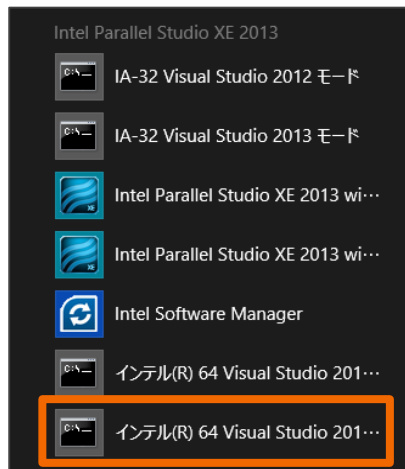 Intel Parallel Studio XE 2013
IA-32 Visual Studio 2012 モード
IA-32 Visual Studio 2013 モード
Intel Parallel Studio XE 2013 wi…
Intel Parallel Studio XE 2013 wi…
Intel Software Manager
インテル(R) 64 Visual Studio 201…
インテル(R) 64 Visual Studio 201…